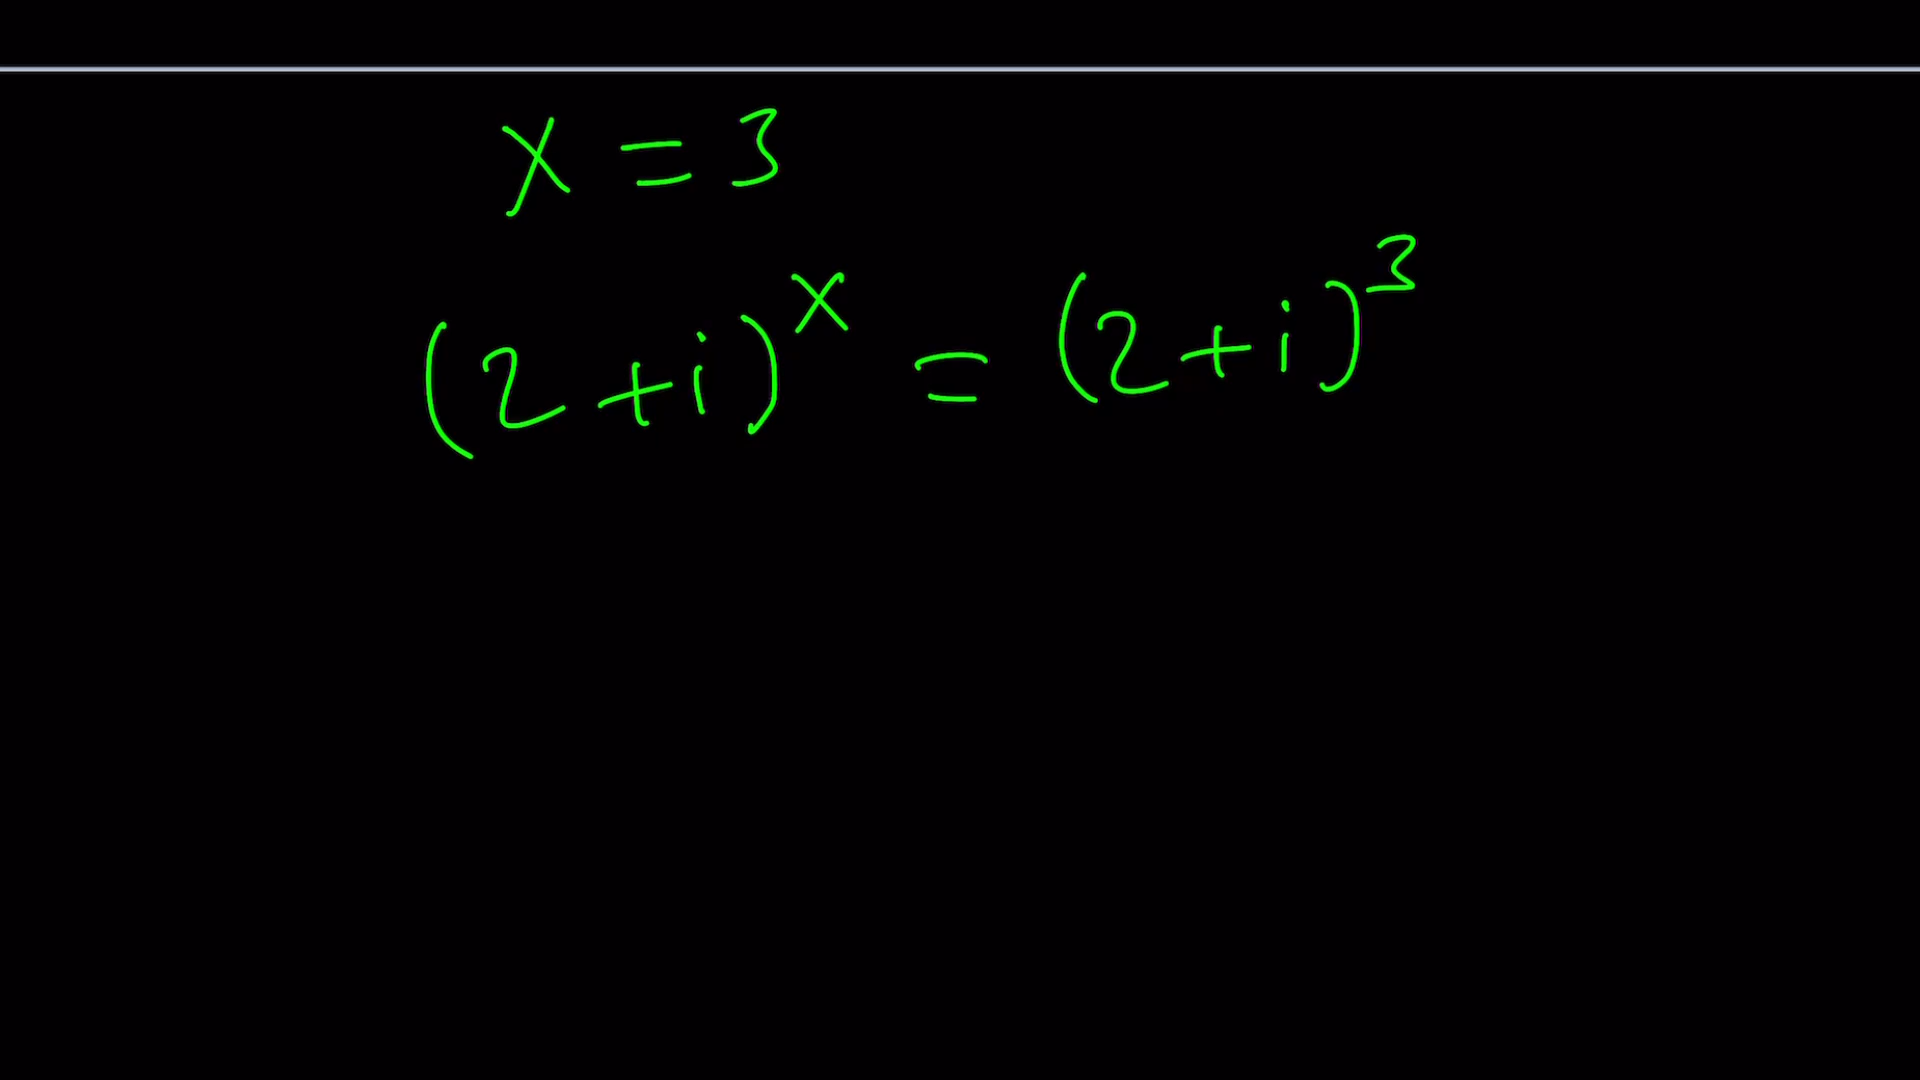 x = 3
(2+i)^x = (2+i)^3